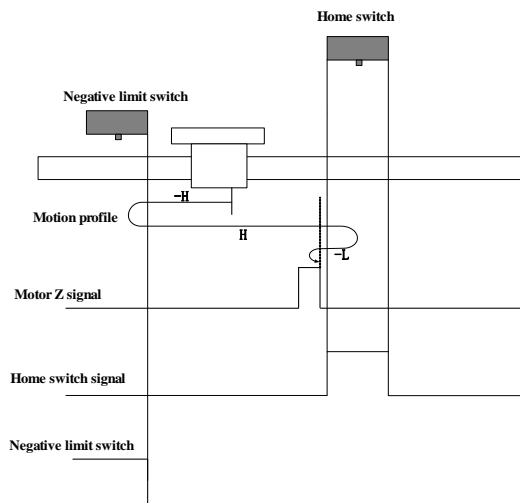 Home switch
Negative limit switch
-H
Motion profile
H
-L
Motor Z signal
Home switch signal
Negative limit switch